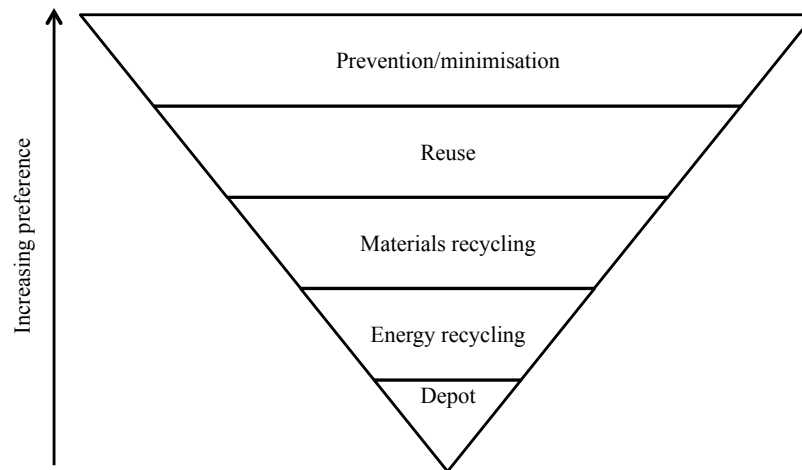 Increasing preference
Prevention/minimisation
Reuse
Materials recycling
Energy recycling
Depot